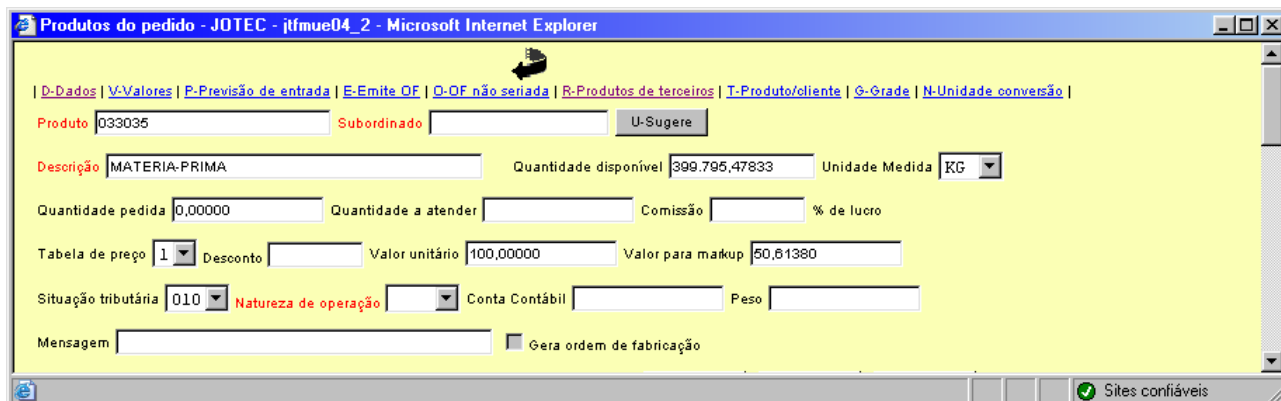 Produtos do pedido - JOTEC - jtfmue04_2 - Microsoft Internet Explorer
| D-Dados | V-Valores | P-Previsão de entrada | E-Emite OF | O-OF não seriada | R-Produtos de terceiros | T-Produto/cliente | G-Grade | N-Unidade conversão |
Produto 033035 Subordinado U-Sugere
Descrição MATERIA-PRIMA Quantidade disponível 399.795,47833 Unidade Medida KG
Quantidade pedida 0,00000 Quantidade a atender Comissão % de lucro
Tabela de preço 1 Desconto Valor unitário 100,00000 Valor para markup 50,61380
Situação tributária 010 Natureza de operação Conta Contábil Peso
Mensagem Gera ordem de fabricação
Sites confiáveis